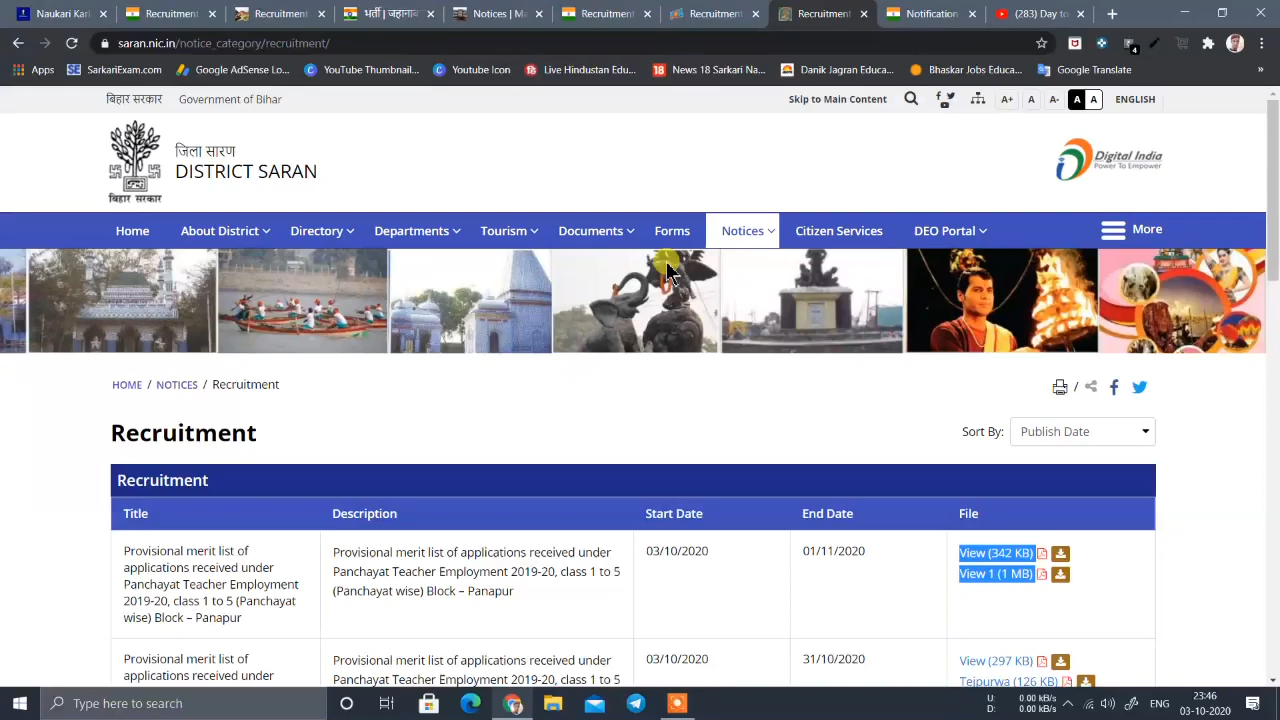 Naukari Kari
Recruitment
Recruitment
भर्ती | जहानाब
Notices | Ma
Recruitment
Recruitment
Recruitment
Notification
(283) Day to
saran.nic.in/notice_category/recruitment/
4
Apps
SarkariExam.com
Google AdSense Lo...
YouTube Thumbnail...
Youtube Icon
Live Hindustan Edu...
News 18 Sarkari Na...
Danik Jagran Educa...
Bhaskar Jobs Educa...
Google Translate
»
बिहार सरकार
Government of Bihar
Skip to Main Content
A+
A
A-
A
A
ENGLISH
जिला सारण
DISTRICT SARAN
बिहार सरकार
Digital India
Power To Empower
Home
About District
Directory
Departments
Tourism
Documents
Forms
Notices
Citizen Services
DEO Portal
More
HOME / NOTICES / Recruitment
Recruitment
Sort By:
Publish Date
Recruitment
Title
Description
Start Date
End Date
File
Provisional merit list of
applications received under
Panchayat Teacher Employment
2019-20, class 1 to 5 (Panchayat
wise) Block – Panapur
Provisional merit list of applications received under
Panchayat Teacher Employment 2019-20, class 1 to 5
(Panchayat wise) Block – Panapur
03/10/2020
01/11/2020
View (342 KB)
View 1 (1 MB)
Provisional merit list of
applications received under
Provisional merit list of applications received under
Panchayat Teacher Employment 2019-20, class 1 to 5
03/10/2020
31/10/2020
View (297 KB)
Tejpurwa (126 KB)
Type here to search
U:
D:
0.00 kB/s
0.00 kB/s
ENG
23:46
03-10-2020